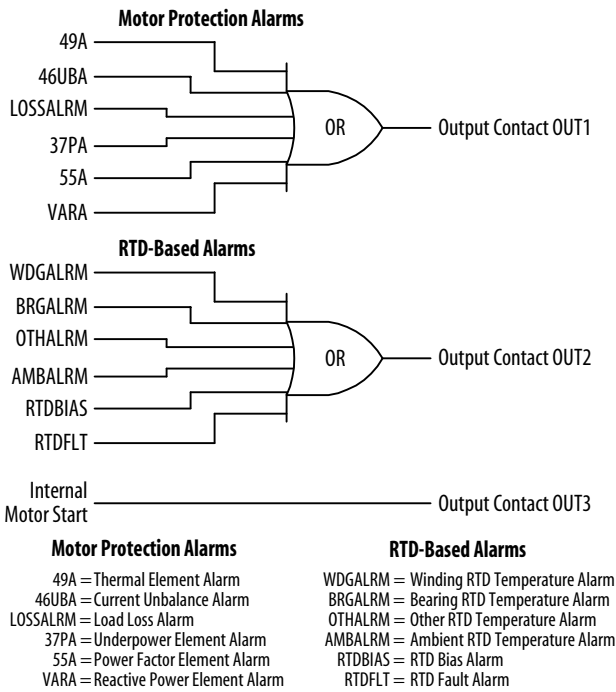 Motor Protection Alarms
49A
46UBA
LOSSALRM
37PA
55A
VARA
OR
Output Contact OUT1
RTD-Based Alarms
WDGALRM
BRGALRM
OTHALRM
AMBALRM
RTDBIAS
RTDFLT
OR
Output Contact OUT2
Internal
Motor Start
Output Contact OUT3
Motor Protection Alarms
49A = Thermal Element Alarm
46UBA = Current Unbalance Alarm
LOSSALRM = Load Loss Alarm
37PA = Underpower Element Alarm
55A = Power Factor Element Alarm
VARA = Reactive Power Element Alarm
RTD-Based Alarms
WDGALRM = Winding RTD Temperature Alarm
BRGALRM = Bearing RTD Temperature Alarm
OTHALRM = Other RTD Temperature Alarm
AMBALRM = Ambient RTD Temperature Alarm
RTDBIAS = RTD Bias Alarm
RTDFLT = RTD Fault Alarm